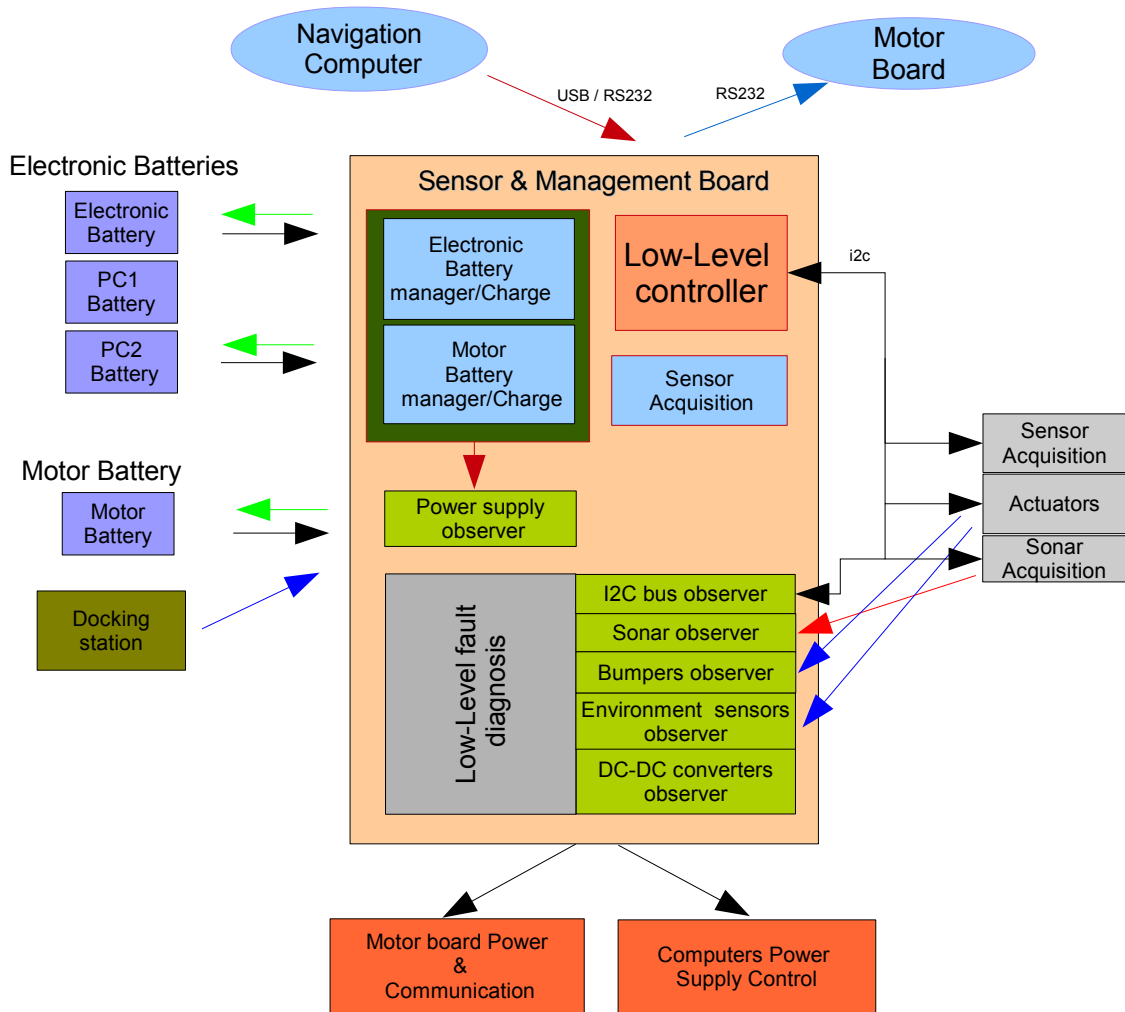 Navigation
Computer
Motor
Board
USB / RS232
RS232
Electronic Batteries
Electronic
Battery
PC1
Battery
PC2
Battery
Motor Battery
Motor
Battery
Docking
station
Sensor & Management Board
Electronic
Battery
manager/Charge
Motor
Battery
manager/Charge
Low-Level
controller
Sensor
Acquisition
i2c
Power supply
observer
Low-Level fault
diagnosis
I2C bus observer
Sonar observer
Bumpers observer
Environment sensors
observer
DC-DC converters
observer
Sensor
Acquisition
Actuators
Sonar
Acquisition
Motor board Power
&
Communication
Computers Power
Supply Control